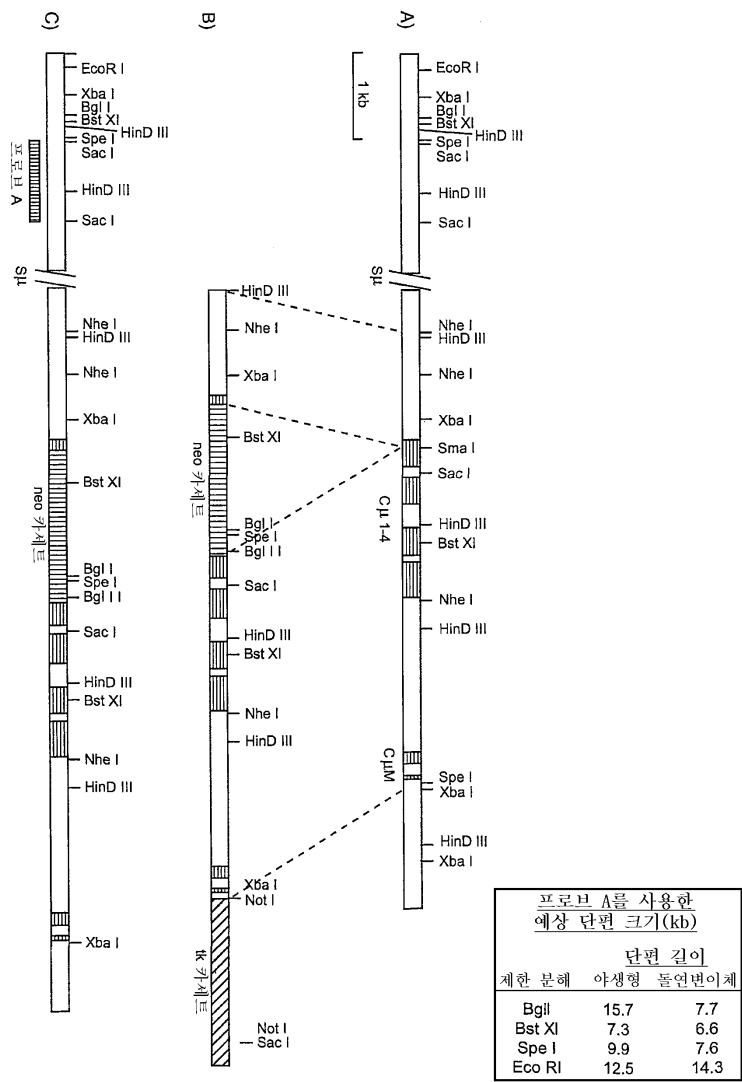 A)
EcoR I
Xba I
Bgl I
Bst XI
HinD III
Spe I
Sac I
HinD III
Sac I
Sμ
Nhe I
HinD III
Nhe I
Xba I
Sma I
Sac I
Cμ 1-4
HinD III
Bst XI
Nhe I
HinD III
CμM
Spe I
Xba I
HinD III
Xba I
1 kb
B)
HinD III
Nhe I
Xba I
Bst XI
neo 카세트
Bgl I
Spe I
Bgl I I
Sac I
HinD III
Bst XI
Nhe I
HinD III
Xba I
Not I
tk 카세트
Not I
Sac I
C)
EcoR I
Xba I
Bgl I
Bst XI
HinD III
Spe I
Sac I
프로브 A
HinD III
Sac I
Sμ
Nhe I
HinD III
Nhe I
Xba I
Bst XI
neo 카세트
Bgl I
Spe I
Bgl I I
Sac I
HinD III
Bst XI
Nhe I
HinD III
Xba I
프로브 A를 사용한
예상 단편 크기(kb)
단편 길이
제한 분해 야생형 돌연변이체
BglI 15.7 7.7
Bst XI 7.3 6.6
Spe I 9.9 7.6
Eco RI 12.5 14.3